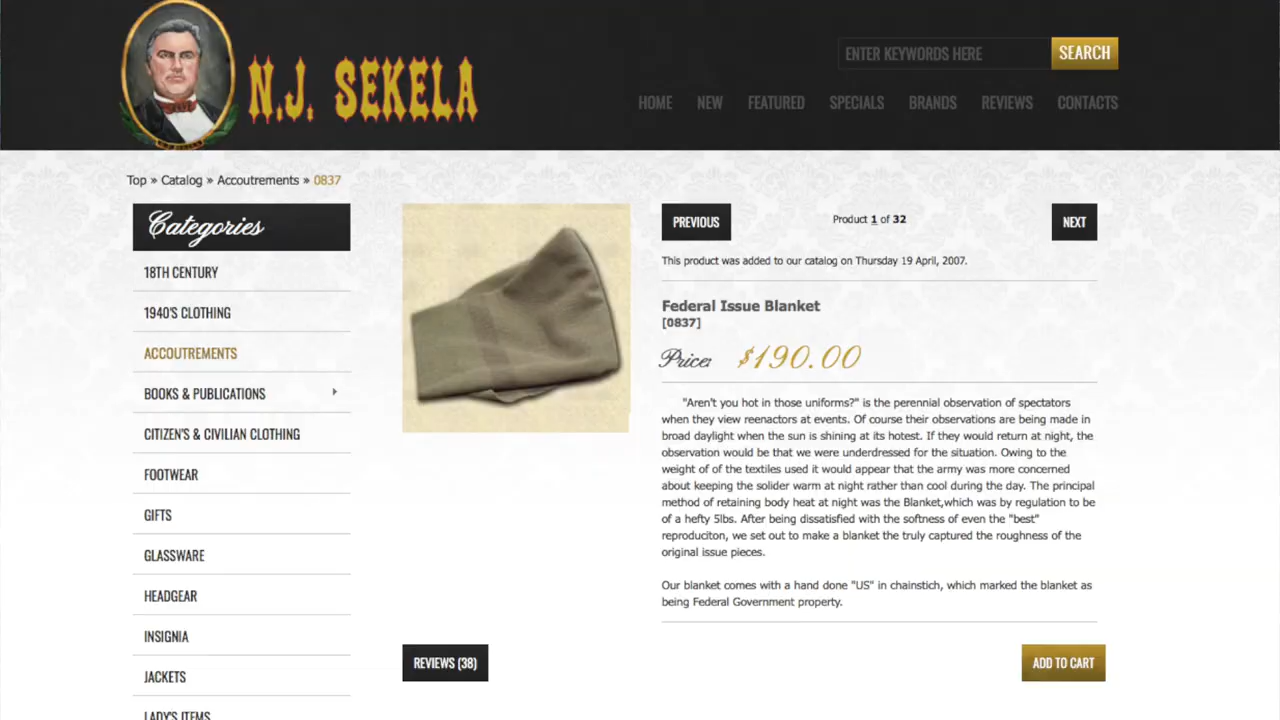 N.J. SEKELA
ENTER KEYWORDS HERE
SEARCH
HOME NEW FEATURED SPECIALS BRANDS REVIEWS CONTACTS
Top » Catalog » Accoutrements » 0837
Categories
18TH CENTURY
1940'S CLOTHING
ACCOUTREMENTS
BOOKS & PUBLICATIONS
CITIZEN'S & CIVILIAN CLOTHING
FOOTWEAR
GIFTS
GLASSWARE
HEADGEAR
INSIGNIA
JACKETS
LADY'S ITEMS
PREVIOUS
Product 1 of 32
NEXT
This product was added to our catalog on Thursday 19 April, 2007.
Federal Issue Blanket
[0837]
Price: $190.00
"Aren't you hot in those uniforms?" is the perennial observation of spectators
when they view reenactors at events. Of course their observations are being made in
broad daylight when the sun is shining at its hotest. If they would return at night, the
observation would be that we were underdressed for the situation. Owing to the
weight of of the textiles used it would appear that the army was more concerned
about keeping the solider warm at night rather than cool during the day. The principal
method of retaining body heat at night was the Blanket,which was by regulation to be
of a hefty 5lbs. After being dissatisfied with the softness of even the "best"
reproduciton, we set out to make a blanket the truly captured the roughness of the
original issue pieces.
Our blanket comes with a hand done "US" in chainstich, which marked the blanket as
being Federal Government property.
REVIEWS (38)
ADD TO CART